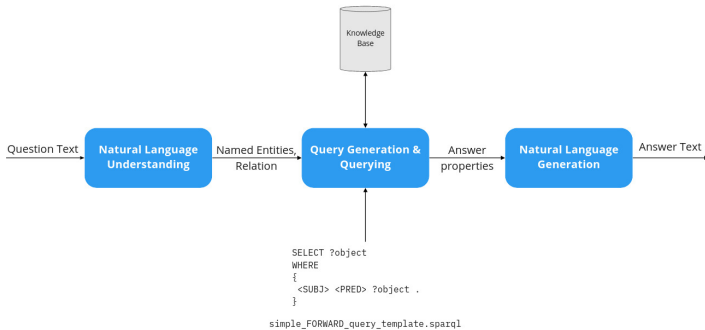 Knowledge
Base
Question Text
Natural Language
Understanding
Named Entities,
Relation
Query Generation &
Querying
Answer
properties
Natural Language
Generation
Answer Text
SELECT ?object
WHERE
{
<SUBJ> <PRED> ?object .
}
simple_FORWARD_query_template.sparql